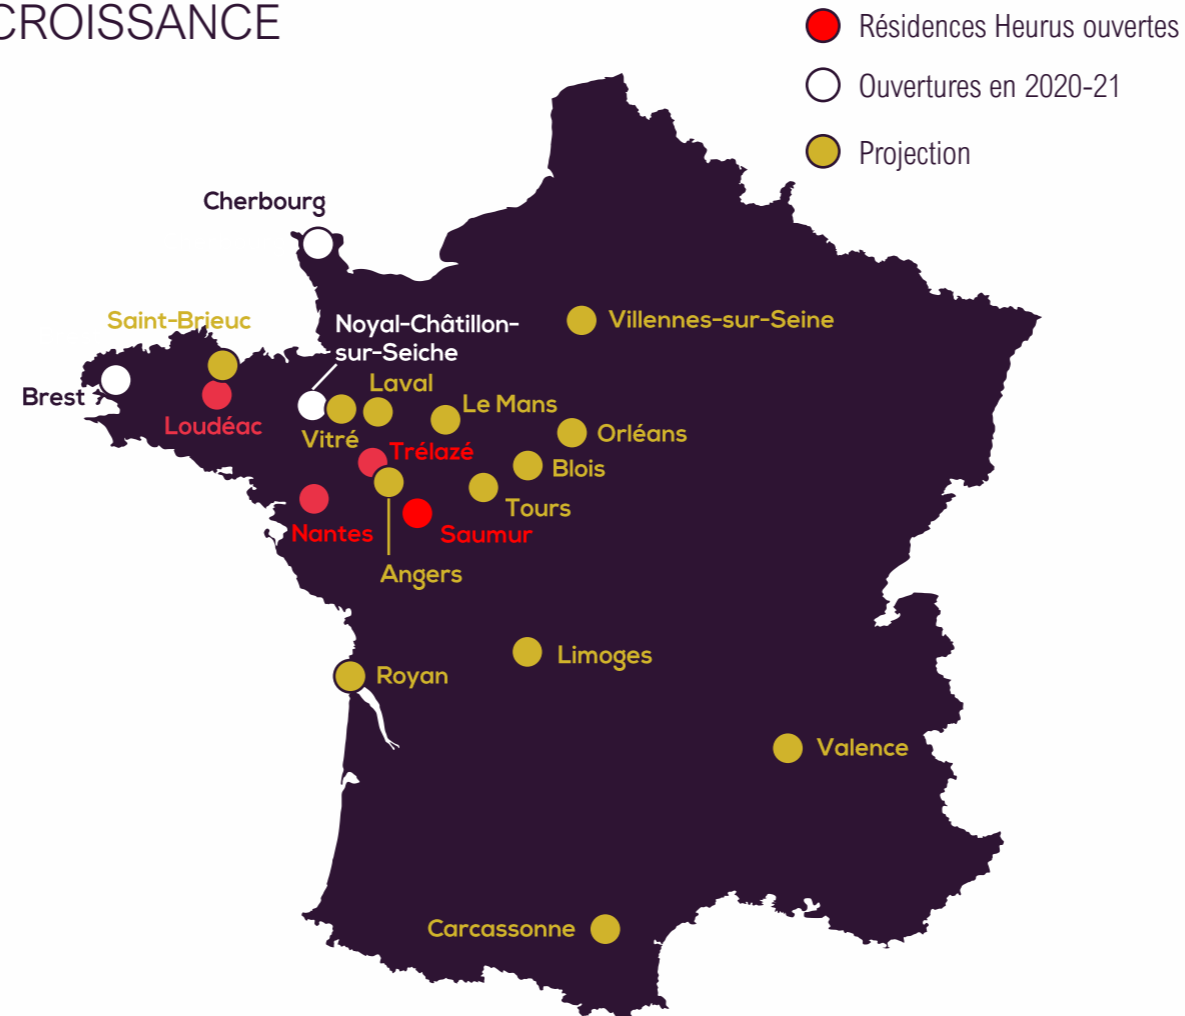 CROISSANCE
Résidences Heurus ouvertes
Ouvertures en 2020-21
Projection
Cherbourg
Saint-Brieuc
Noyal-Châtillon-
sur-Seiche
Villennes-sur-Seine
Brest
Loudéac
Laval
Le Mans
Vitré
Orléans
Trélazé
Blois
Tours
Nantes
Saumur
Angers
Limoges
Royan
Valence
Carcassonne